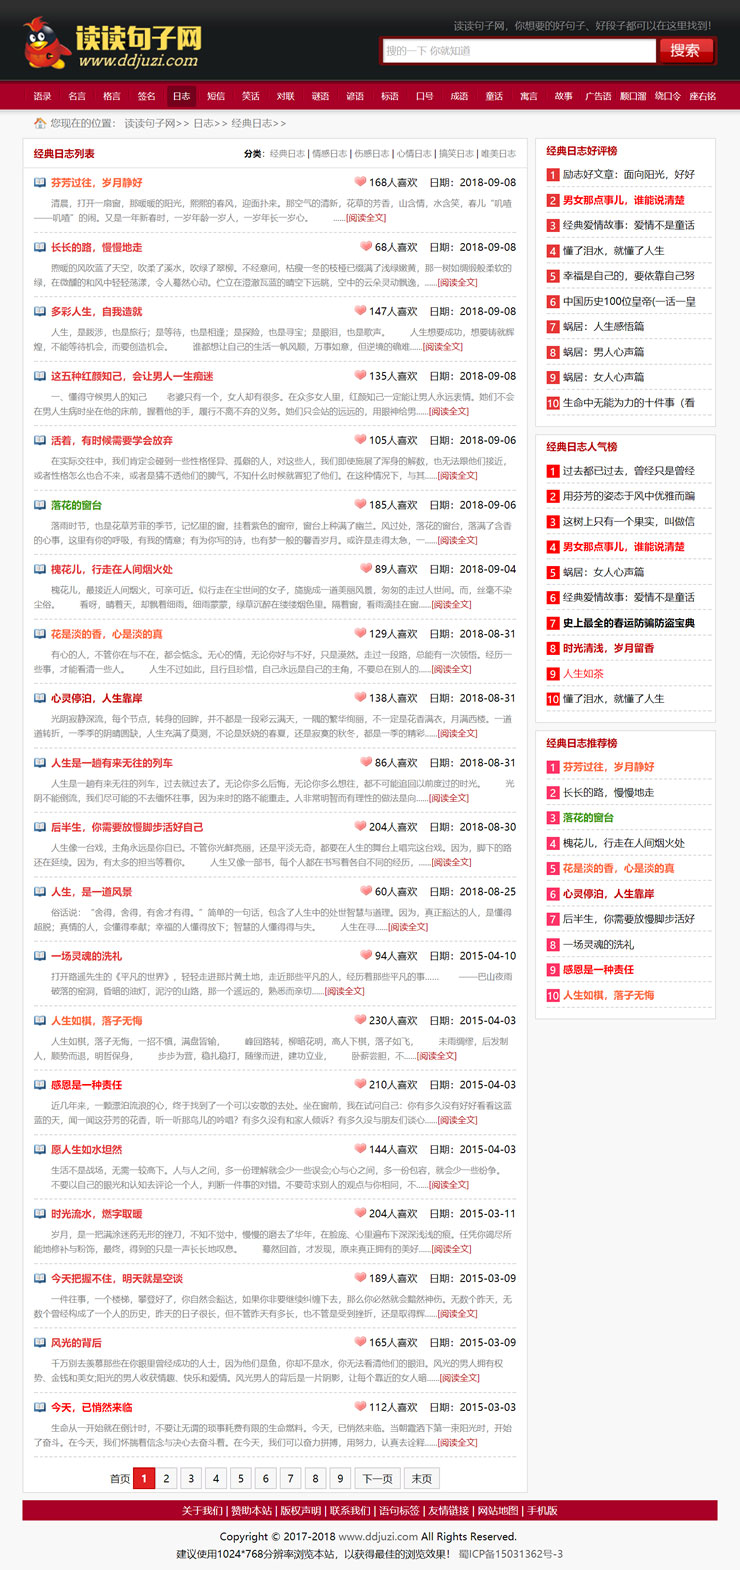 读读句子网
www.ddjuzi.com
读读句子网，你想要的好句子、好段子都可以在这里找到！
搜的一下 你就知道
搜索
语录 名言 格言 签名 日志 短信 笑话 对联 谜语 谚语 标语 口号 成语 童话 寓言 故事 广告语 顺口溜 绕口令 座右铭
您现在的位置： 读读句子网>> 日志>> 经典日志>>
经典日志列表
分类：经典日志 | 情感日志 | 伤感日志 | 心情日志 | 搞笑日志 | 唯美日志
芬芳过往，岁月静好 168人喜欢 日期：2018-09-08
清晨，打开一扇窗，那暖暖的阳光，熙熙的春风，迎面扑来。那空气的清新，花草的芳香，山含情，水含笑，春儿“叽喳
——叽喳”的闹。又是一年新春时，一岁年龄一岁人，一岁年长一岁心。 ......[阅读全文]
长长的路，慢慢地走 68人喜欢 日期：2018-09-08
煦暖的风吹蓝了天空，吹柔了溪水，吹绿了翠柳。不经意间，枯瘦一冬的枝桠已缀满了浅绿嫩黄，那一树如绸缎般柔软的
绿，在微醺的和风中轻轻荡漾，令人蓦然心动。伫立在澄澈瓦蓝的晴空下远眺，空中的云朵灵动飘逸，......[阅读全文]
多彩人生，自我造就 147人喜欢 日期：2018-09-08
人生，是跋涉，也是旅行；是等待，也是相逢；是探险，也是寻宝；是眼泪，也是歌声。 人生想要成功，想要铸就辉
煌，不能等待机会，而要创造机会。 谁都想让自己的生活一帆风顺，万事如意，但逆境的确难......[阅读全文]
这五种红颜知己，会让男人一生痴迷 135人喜欢 日期：2018-09-08
一、懂得守候男人的知己 老婆只有一个，女人却有很多。在众多女人里，红颜知己一定能让男人永远衷情。她们不会
在男人生病时坐在他的床前，握着他的手，履行不离不弃的义务。她们只会站的远远的，用眼神给男......[阅读全文]
活着，有时候需要学会放弃 105人喜欢 日期：2018-09-06
在实际交往中，我们肯定会碰到一些性格怪异、孤僻的人，对这些人，我们即使施展了浑身的解数，也无法跟他们接近，
或者性格怎么也合不来，或者是猜不透他们的脾气，不知什么时候就冒犯了他们。在这种情况下，与其......[阅读全文]
落花的窗台 185人喜欢 日期：2018-09-06
落雨时节，也是花草芳菲的季节，记忆里的窗，挂着紫色的窗帘，窗台上种满了幽兰。风过处，落花的窗台，落满了含香
的心事，这里有你的呼吸，有我的情意；有为你写的诗，也有梦一般的馨香岁月。或许是走得太急，一......[阅读全文]
槐花儿，行走在人间烟火处 89人喜欢 日期：2018-09-04
槐花儿，最接近人间烟火，可亲可近。似行走在尘世间的女子，旖旎成一道美丽风景，匆匆的走过人世间。而，丝毫不染
尘俗。 看呀，晴着天，却飘着细雨。细雨蒙蒙，绿草沉醉在缕缕烟色里。隔着窗，看雨滴挂在窗......[阅读全文]
花是淡的香，心是淡的真 129人喜欢 日期：2018-08-31
有心的人，不管你在与不在，都会惦念。无心的情，无论你好与不好，只是漠然。走过一段路，总能有一次领悟。经历一
些事，才能看清一些人。 人生不过如此，且行且珍惜，自己永远是自己的主角，不要总在别人的......[阅读全文]
心灵停泊，人生靠岸 138人喜欢 日期：2018-08-31
光阴寂静深流，每个节点，转身的回眸，并不都是一段彩云满天，一隅的繁华绚丽，不一定是花香满衣，月满西楼。一道
道转折，一季季的阴晴圆缺，人生充满了莫测，不论是妖娆的春夏，还是寂寞的秋冬，都是一季的精彩......[阅读全文]
人生是一趟有来无往的列车 86人喜欢 日期：2018-08-31
人生是一趟有来无往的列车，过去就过去了。无论你多么后悔，无论你多么想往，都不可能追回以前度过的时光。 光
阴不能倒流，我们尽可能的不去缅怀往事，因为来时的路不能重走。人非常明智而有理性的做法是向......[阅读全文]
后半生，你需要放慢脚步活好自己 204人喜欢 日期：2018-08-30
人生像一台戏，主角永远是你自已。不管你光鲜亮丽，还是平淡无奇，都要在人生的舞台上唱完这台戏。因为，脚下的路
还在延续。因为，有太多的担当等着你。 人生又像一部书，每个人都在书写着各自不同的经历，......[阅读全文]
人生，是一道风景 60人喜欢 日期：2018-08-25
俗话说：“舍得，舍得，有舍才有得。”简单的一句话，包含了人生中的处世智慧与道理。因为，真正豁达的人，是懂得
超脱；真情的人，会懂得奉献；幸福的人懂得放下；智慧的人懂得得与失。 人生在寻......[阅读全文]
一场灵魂的洗礼 94人喜欢 日期：2015-04-10
打开路遥先生的《平凡的世界》，轻轻走进那片黄土地，走近那些平凡的人，经历着那些平凡的事…… ——巴山夜雨
破落的窑洞，昏暗的油灯，泥泞的山路，那一个遥远的，熟悉而亲切......[阅读全文]
人生如棋，落子无悔 230人喜欢 日期：2015-04-03
人生如棋，落子无悔，一招不慎，满盘皆输， 峰回路转，柳暗花明，高人下棋，落子如飞， 未雨绸缪，后发制
人，顺势而退，明哲保身， 步步为营，稳扎稳打，随缘而进，建功立业， 卧薪尝胆，不......[阅读全文]
感恩是一种责任 210人喜欢 日期：2015-04-03
近几年来，一颗漂泊流浪的心，终于找到了一个可以安歇的去处。坐在窗前，我在试问自己：你有多久没有好好看看这蓝
蓝的天，闻一闻这芬芳的花香，听一听那鸟儿的吟唱？有多久没有和家人倾诉？有多久没与朋友们谈心......[阅读全文]
愿人生如水坦然 144人喜欢 日期：2015-04-03
生活不是战场，无需一较高下。人与人之间，多一份理解就会少一些误会;心与心之间，多一份包容，就会少一些纷争。
不要以自己的眼光和认知去评论一个人，判断一件事的对错。不要苛求别人的观点与你相同，不......[阅读全文]
时光流水，燃字取暖 204人喜欢 日期：2015-03-11
岁月，是一把满涂迷药无形的锉刀，不知不觉中，慢慢的磨去了华年，在脸庞、心里遍布下深深浅浅的痕。任凭你竭尽所
能地修补与粉饰，最终，得到的只是一声长长地叹息。 蓦然回首，才发现，原来真正拥有的美好......[阅读全文]
今天把握不住，明天就是空谈 189人喜欢 日期：2015-03-09
一件往事，一个楼梯，攀登好了，你自然会豁达，如果你非要继续纠缠下去，那么你必然就会黯然神伤。无数个昨天，无
数个曾经构成了一个人的历史，昨天的日子很长，但不管昨天有多长，也不管是受到挫折，还是取得辉......[阅读全文]
风光的背后 165人喜欢 日期：2015-03-09
千万别去羡慕那些在你眼里曾经成功的人士，因为他们是鱼，你却不是水，你无法看清他们的眼泪。风光的男人拥有权
势、金钱和美女;阳光的男人收获情趣、快乐和爱情。风光男人的背后是一片阴影，让每个靠近的女人暗......[阅读全文]
今天，已悄然来临 112人喜欢 日期：2015-03-03
生命从一开始就在倒计时，不要让无谓的琐事耗费有限的生命燃料。今天，已悄然来临。当朝霞洒下第一束阳光时，开始
了奋斗。在今天，我们怀揣着信念与决心去奋斗着。在今天，我们可以奋力拼搏，用努力，认真去诠释......[阅读全文]
首页 1 2 3 4 5 6 7 8 9 下一页 末页
经典日志好评榜
1 励志好文章：面向阳光，好好
2 男女那点事儿，谁能说清楚
3 经典爱情故事：爱情不是童话
4 懂了泪水，就懂了人生
5 幸福是自己的，要依靠自己努
6 中国历史100位皇帝(一话一皇
7 蜗居：人生感悟篇
8 蜗居：男人心声篇
9 蜗居：女人心声篇
10 生命中无能为力的十件事（看
经典日志人气榜
1 过去都已过去，曾经只是曾经
2 用芬芳的姿态于风中优雅而蹁
3 这树上只有一个果实，叫做信
4 男女那点事儿，谁能说清楚
5 蜗居：女人心声篇
6 经典爱情故事：爱情不是童话
7 史上最全的春运防骗防盗宝典
8 时光清浅，岁月留香
9 人生如茶
10 懂了泪水，就懂了人生
经典日志推荐榜
1 芬芳过往，岁月静好
2 长长的路，慢慢地走
3 落花的窗台
4 槐花儿，行走在人间烟火处
5 花是淡的香，心是淡的真
6 心灵停泊，人生靠岸
7 后半生，你需要放慢脚步活好
8 一场灵魂的洗礼
9 感恩是一种责任
10 人生如棋，落子无悔
关于我们 | 赞助本站 | 版权声明 | 联系我们 | 语句标签 | 友情链接 | 网站地图 | 手机版
Copyright © 2017-2018 www.ddjuzi.com All Rights Reserved.
建议使用1024*768分辨率浏览本站，以获得最佳的浏览效果！ 蜀ICP备15031362号-3